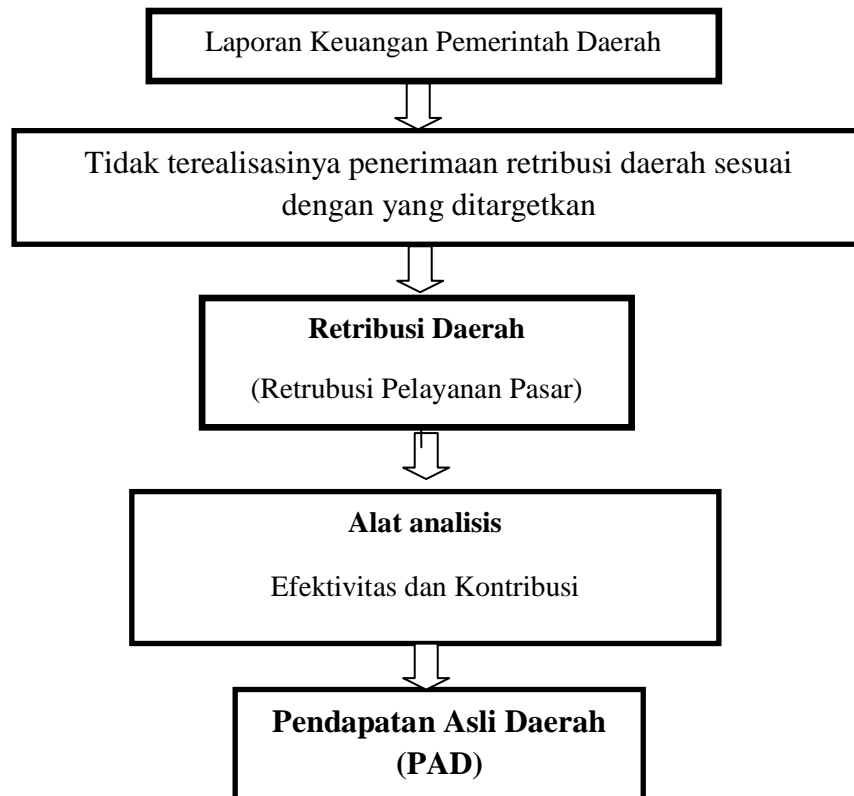 Laporan Keuangan Pemerintah Daerah
Tidak terealisasinya penerimaan retribusi daerah sesuai
dengan yang ditargetkan
Retribusi Daerah
(Retrubusi Pelayanan Pasar)
Alat analisis
Efektivitas dan Kontribusi
Pendapatan Asli Daerah
(PAD)